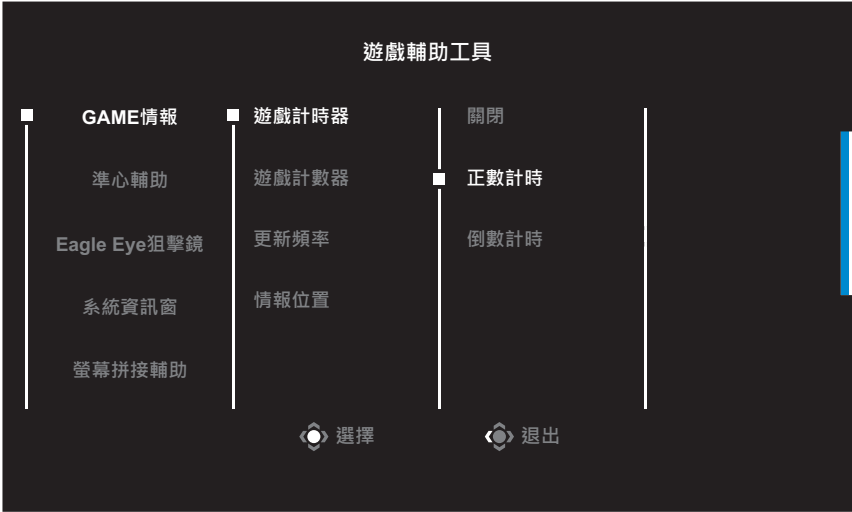 遊戲輔助工具
GAME情報
遊戲計時器
關閉
準心輔助
遊戲計數器
正數計時
Eagle Eye狙擊鏡
更新頻率
倒數計時
系統資訊窗
情報位置
螢幕拼接輔助
選擇
退出